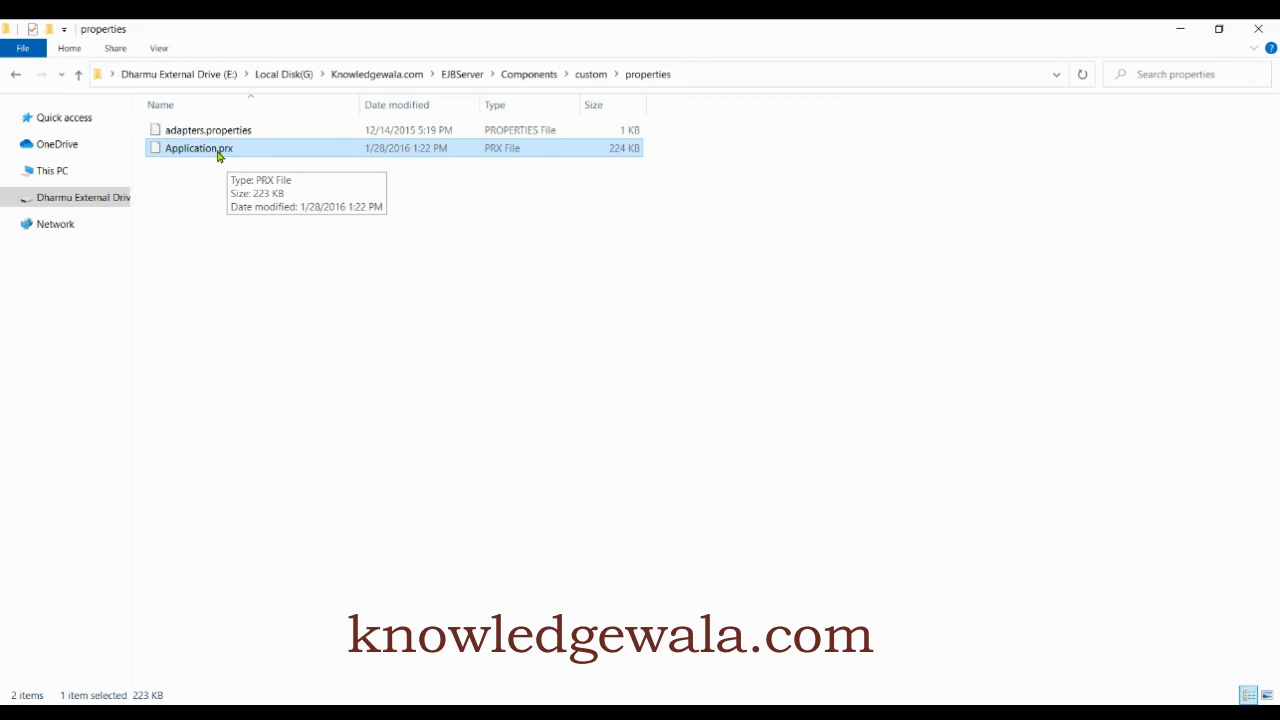 properties
File Home Share View
Dharmu External Drive (E:) > Local Disk(G) > Knowledgewala.com > EJBServer > Components > custom > properties
Search properties
Name Date modified Type Size
Quick access
OneDrive
This PC
Dharmu External Driv
Network
adapters.properties 12/14/2015 5:19 PM PROPERTIES File 1 KB
Application.prx 1/28/2016 1:22 PM PRX File 224 KB
Type: PRX File
Size: 223 KB
Date modified: 1/28/2016 1:22 PM
knowledgewala.com
2 items 1 item selected 223 KB